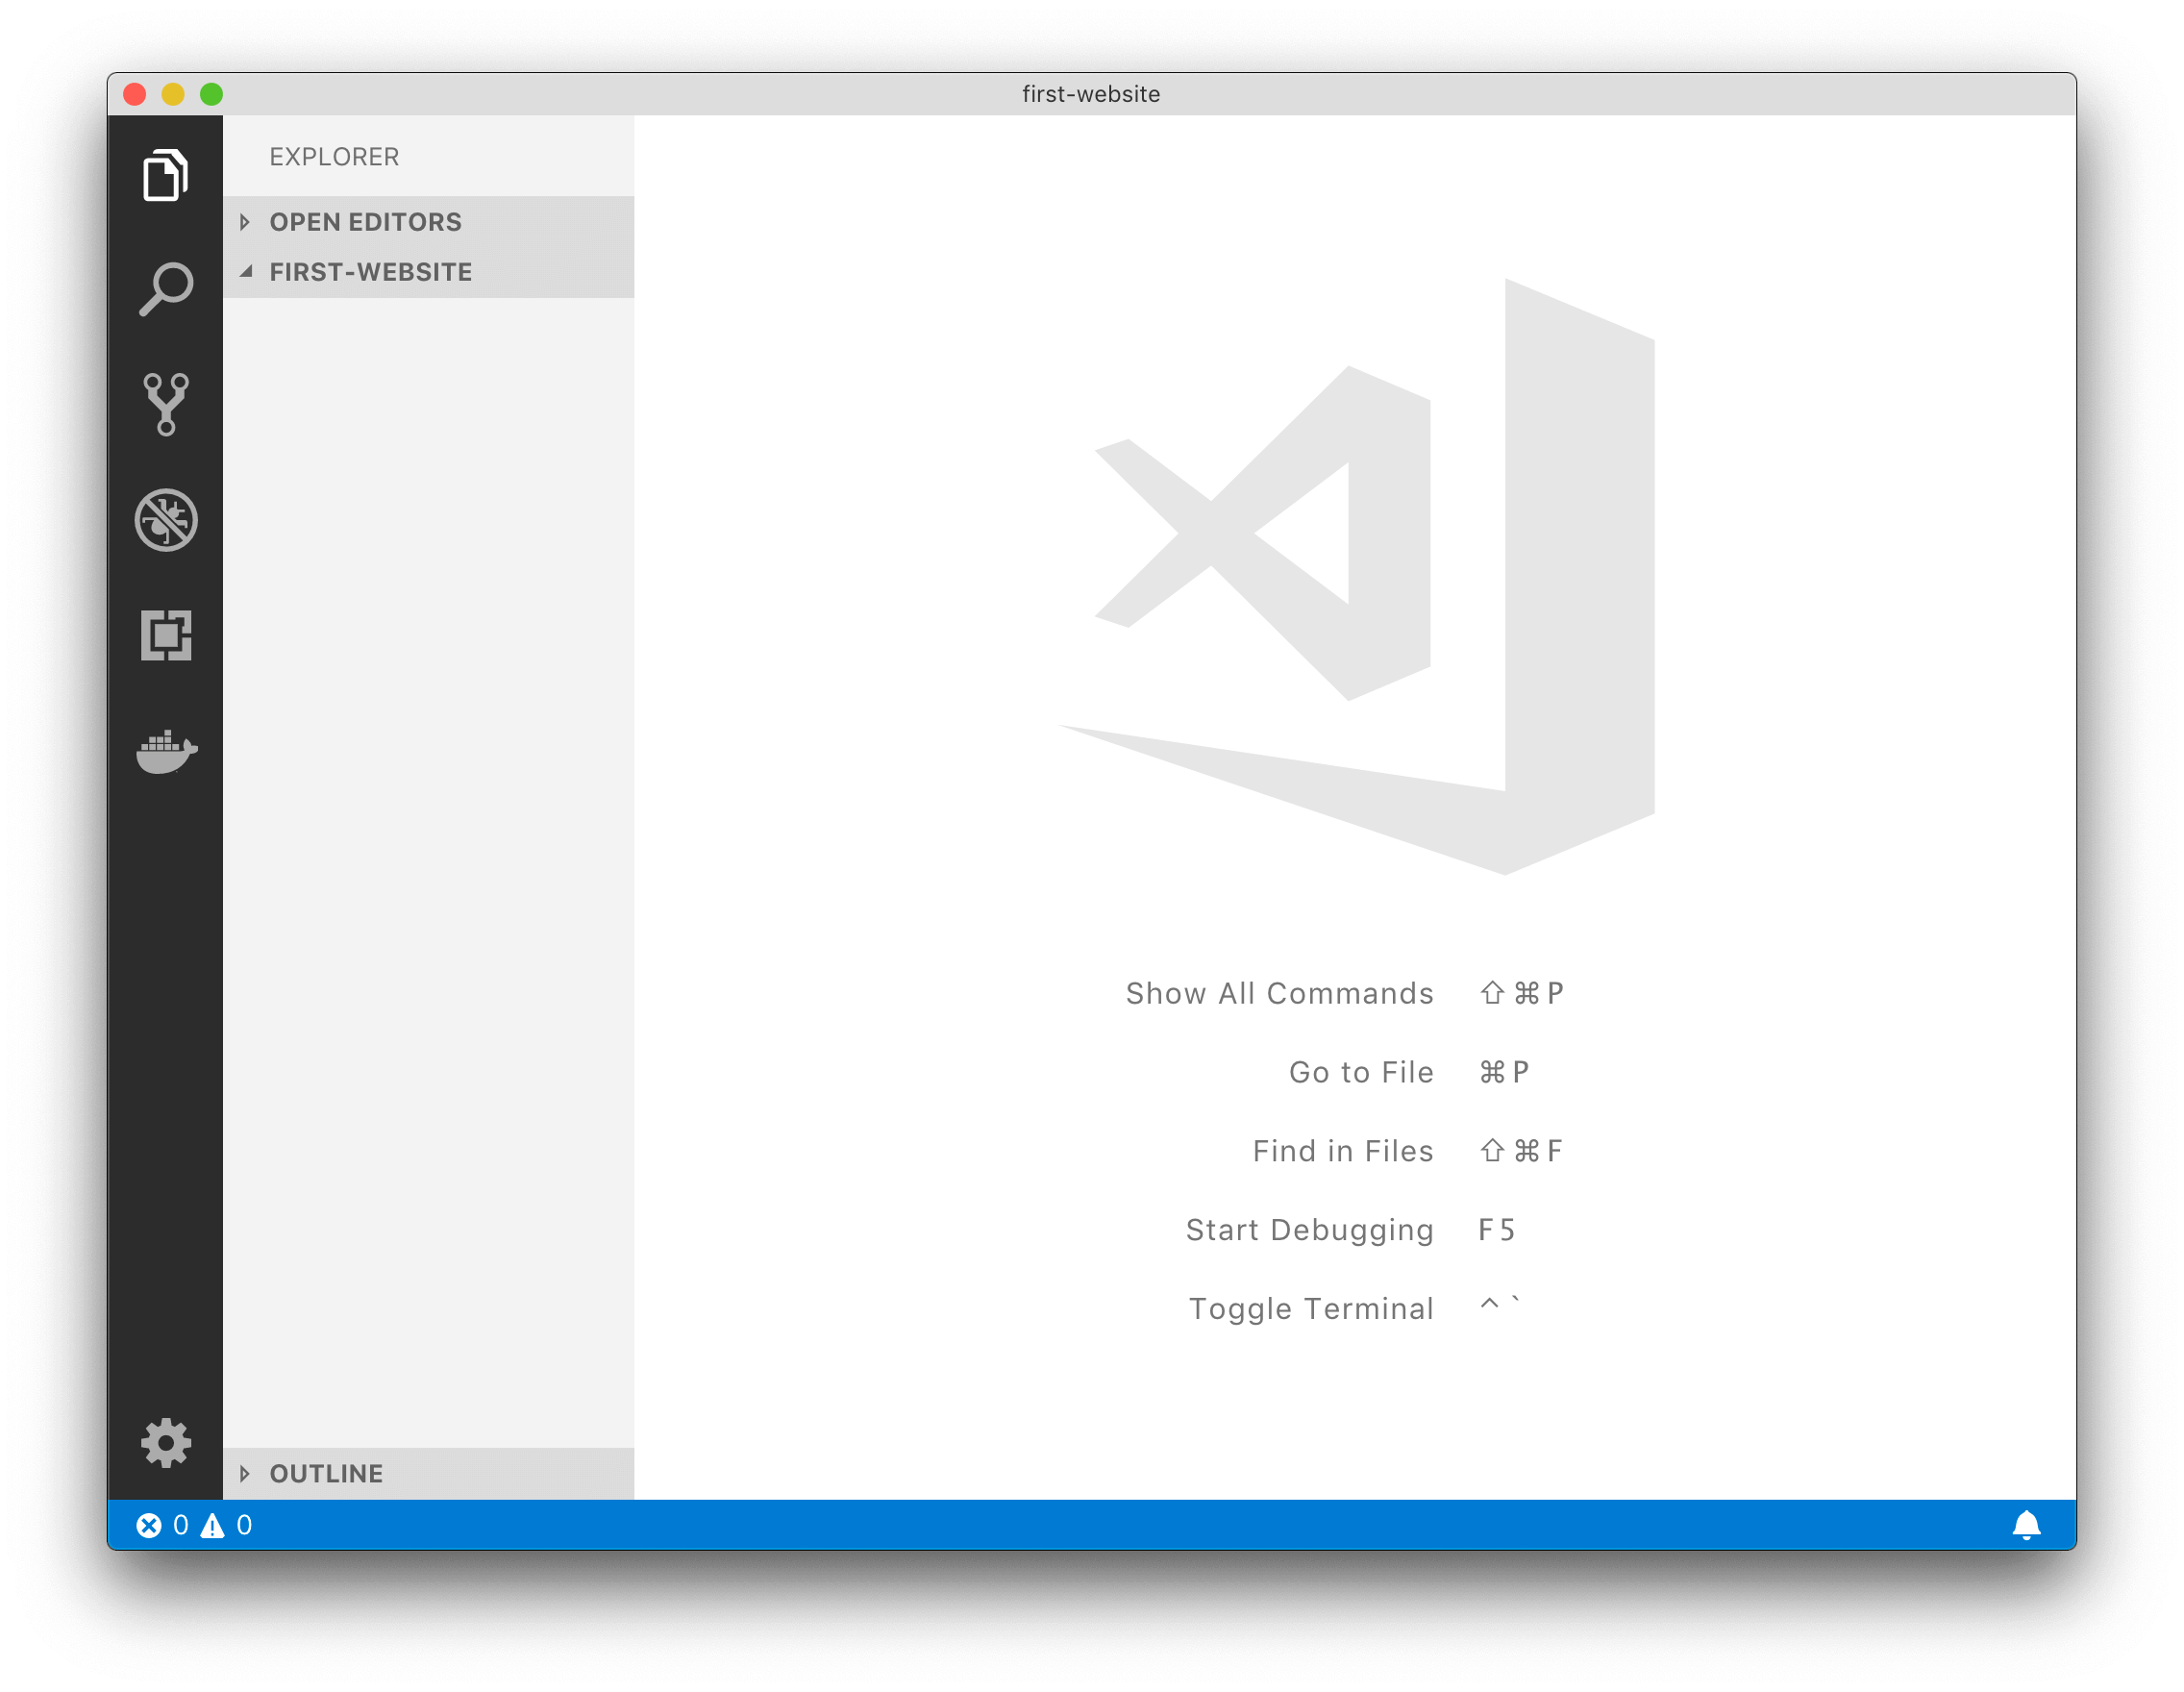 first-website
EXPLORER
OPEN EDITORS
FIRST-WEBSITE
Show All Commands ⇧⌘P
Go to File ⌘P
Find in Files ⇧⌘F
Start Debugging F5
Toggle Terminal ^`
OUTLINE
0 0